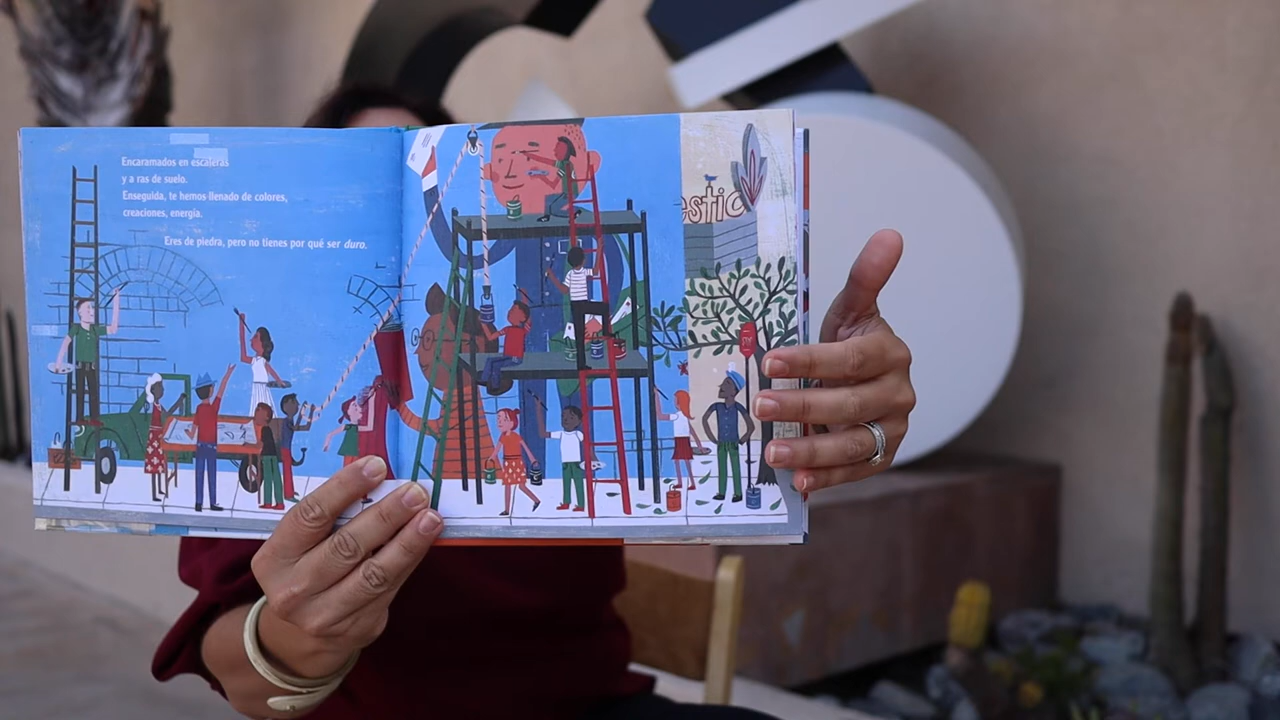 Encaramados en escaleras
y a ras de suelo.
Enseguida, te hemos llenado de colores,
creaciones, energía.
Eres de piedra, pero no tienes por qué ser duro.
estic